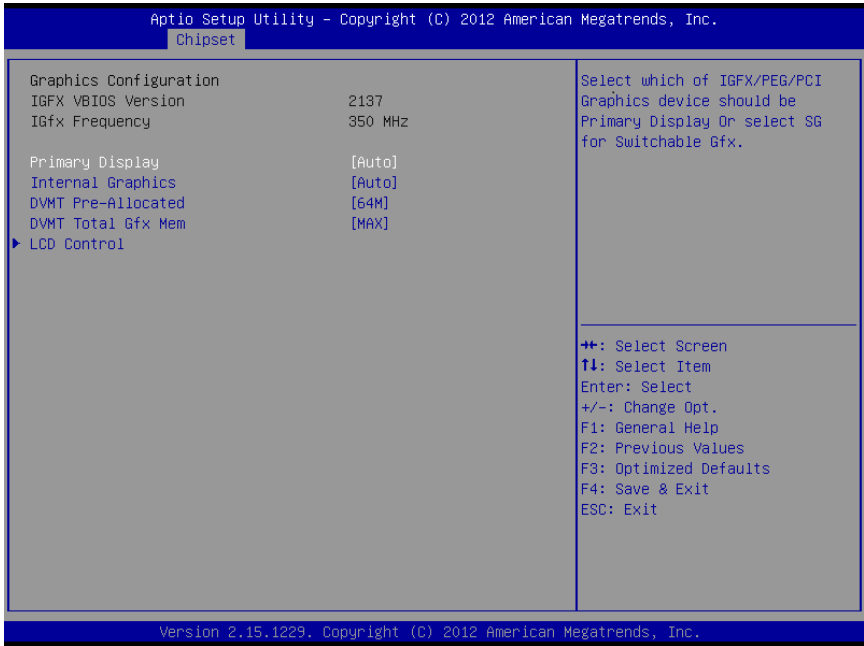 Aptio Setup Utility – Copyright (C) 2012 American Megatrends, Inc.
Chipset
Graphics Configuration
IGFX VBIOS Version 2137
IGfx Frequency 350 MHz
Primary Display [Auto]
Internal Graphics [Auto]
DVMT Pre-Allocated [64M]
DVMT Total Gfx Mem [MAX]
LCD Control
Select which of IGFX/PEG/PCI
Graphics device should be
Primary Display Or select SG
for Switchable Gfx.
→←: Select Screen
↑↓: Select Item
Enter: Select
+/-: Change Opt.
F1: General Help
F2: Previous Values
F3: Optimized Defaults
F4: Save & Exit
ESC: Exit
Version 2.15.1229. Copyright (C) 2012 American Megatrends, Inc.